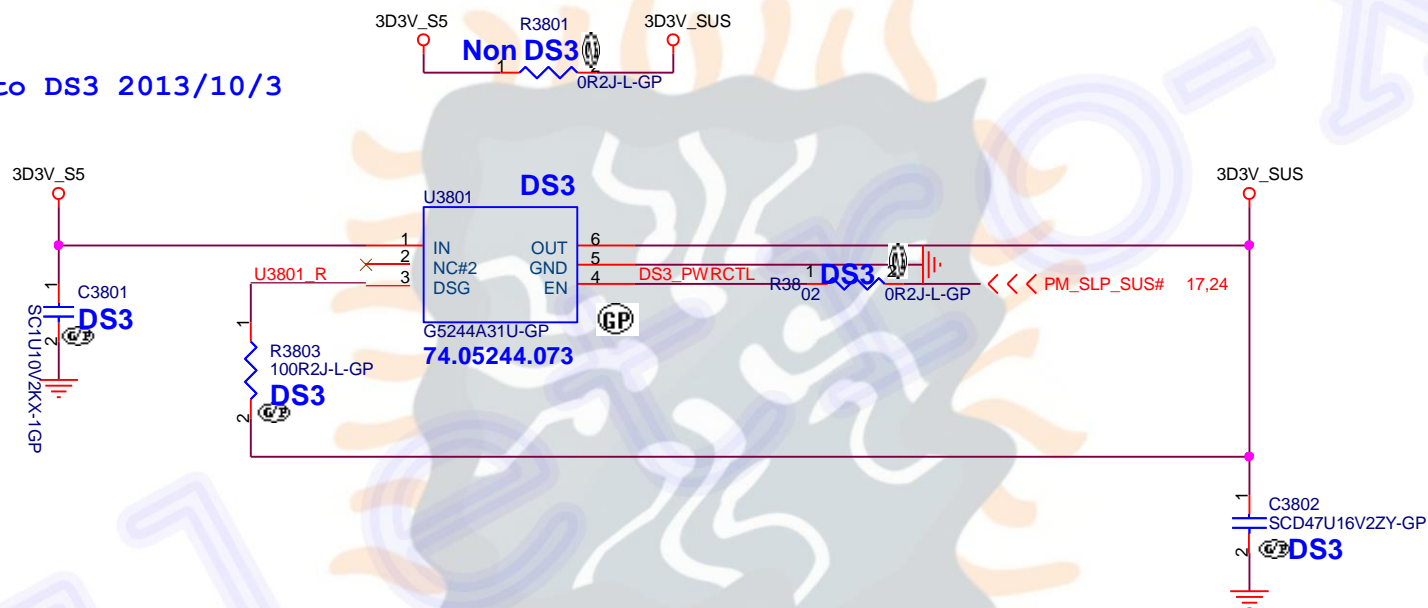 3D3V_S5
R3801
3D3V_SUS
Non DS3
1
2
0R2J-L-GP
to DS3 2013/10/3
3D3V_S5
3D3V_SUS
DS3
U3801
1
IN
OUT
6
2
NC#2
GND
5
3
DSG
EN
4
U3801_R
DS3_PWRCTL
1
DS3
2
R38
02
0R2J-L-GP
PM_SLP_SUS#
17,24
1
C3801
DS3
2
G/P
SC1U10V2KX-1GP
GP
G5244A31U-GP
74.05244.073
1
R3803
100R2J-L-GP
DS3
2
G/P
1
C3802
SCD47U16V2ZY-GP
2
G/P
DS3